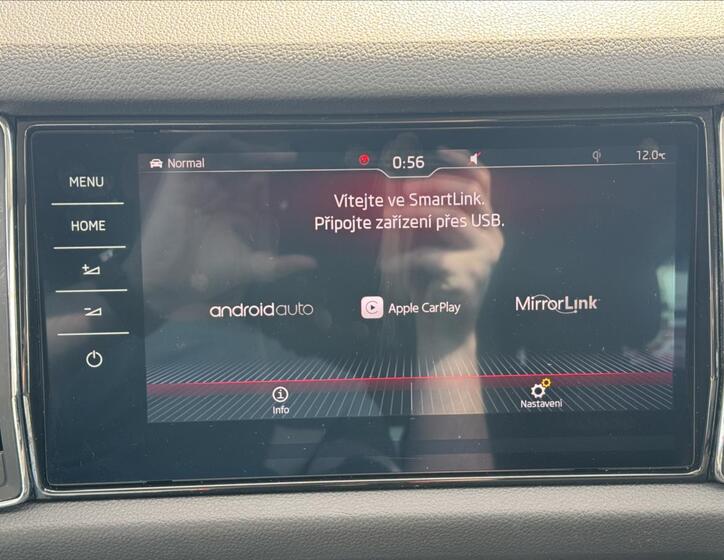 Normal
0:56
12.0°C
MENU
HOME
Vítejte ve SmartLink.
Připojte zařízení přes USB.
androidauto
Apple CarPlay
MirrorLink
Info
Nastavení